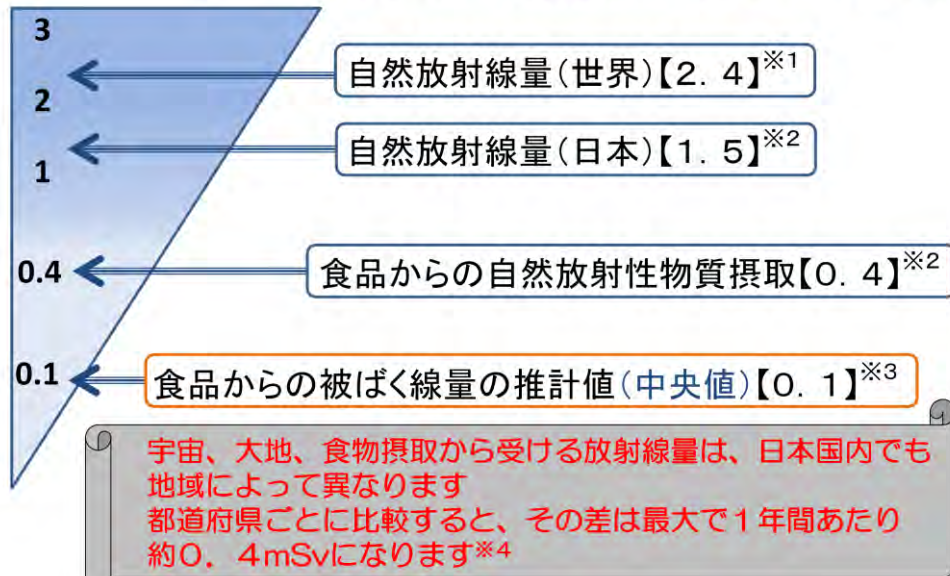 3
自然放射線量(世界)【2.4】※1
2
自然放射線量(日本)【1.5】※2
1
0.4
食品からの自然放射性物質摂取【0.4】※2
0.1
食品からの被ばく線量の推計値(中央値)【0.1】※3
宇宙、大地、食物摂取から受ける放射線量は、日本国内でも
地域によって異なります
都道府県ごとに比較すると、その差は最大で1年間あたり
約0.4mSvになります※4